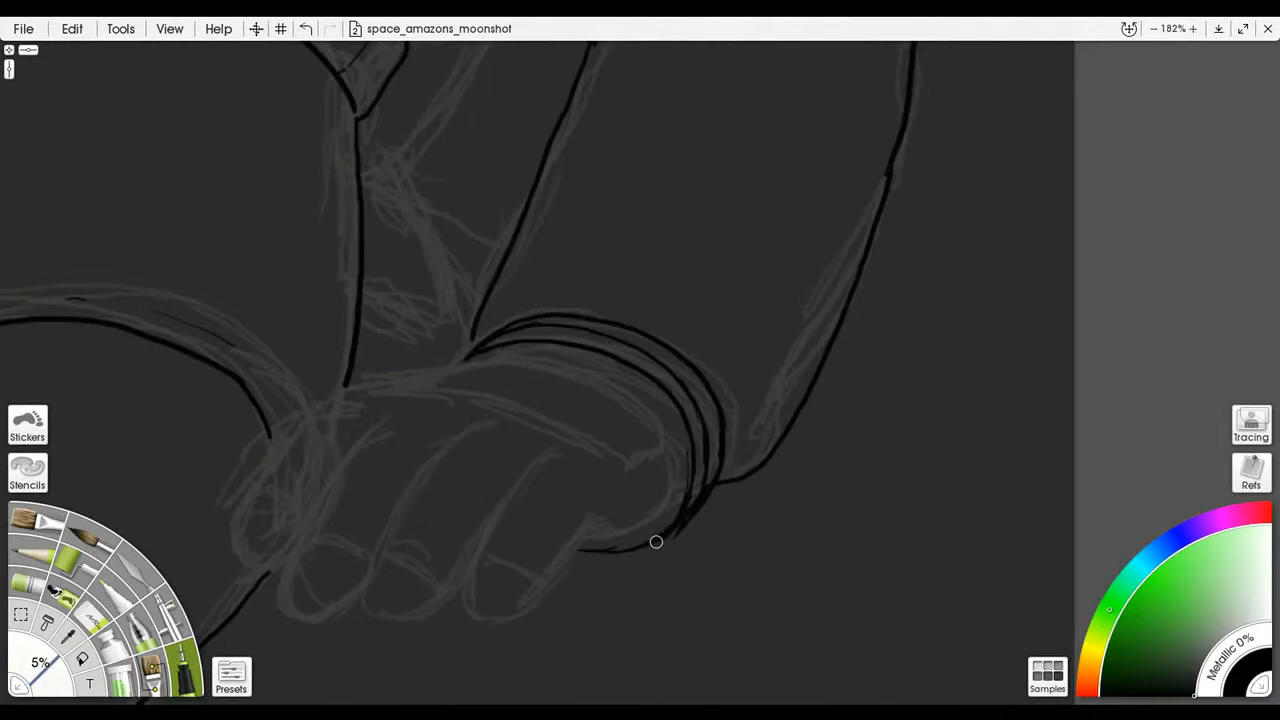 File Edit Tools View Help space_amazons_moonshot 182%
Stickers
Tracing
Stencils
Refs
5%
T
Presets
Samples
Metallic 0%